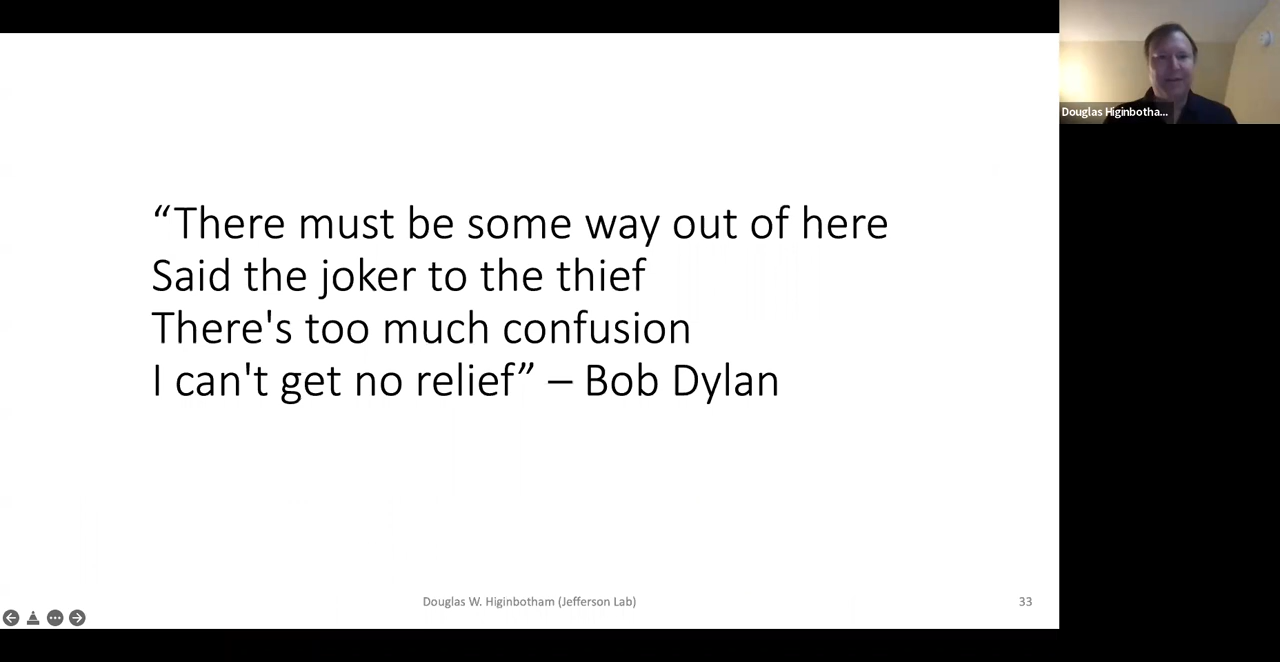 “There must be some way out of here
Said the joker to the thief
There's too much confusion
I can't get no relief” – Bob Dylan
Douglas W. Higinbotham (Jefferson Lab)
33
Douglas Higinbotha...